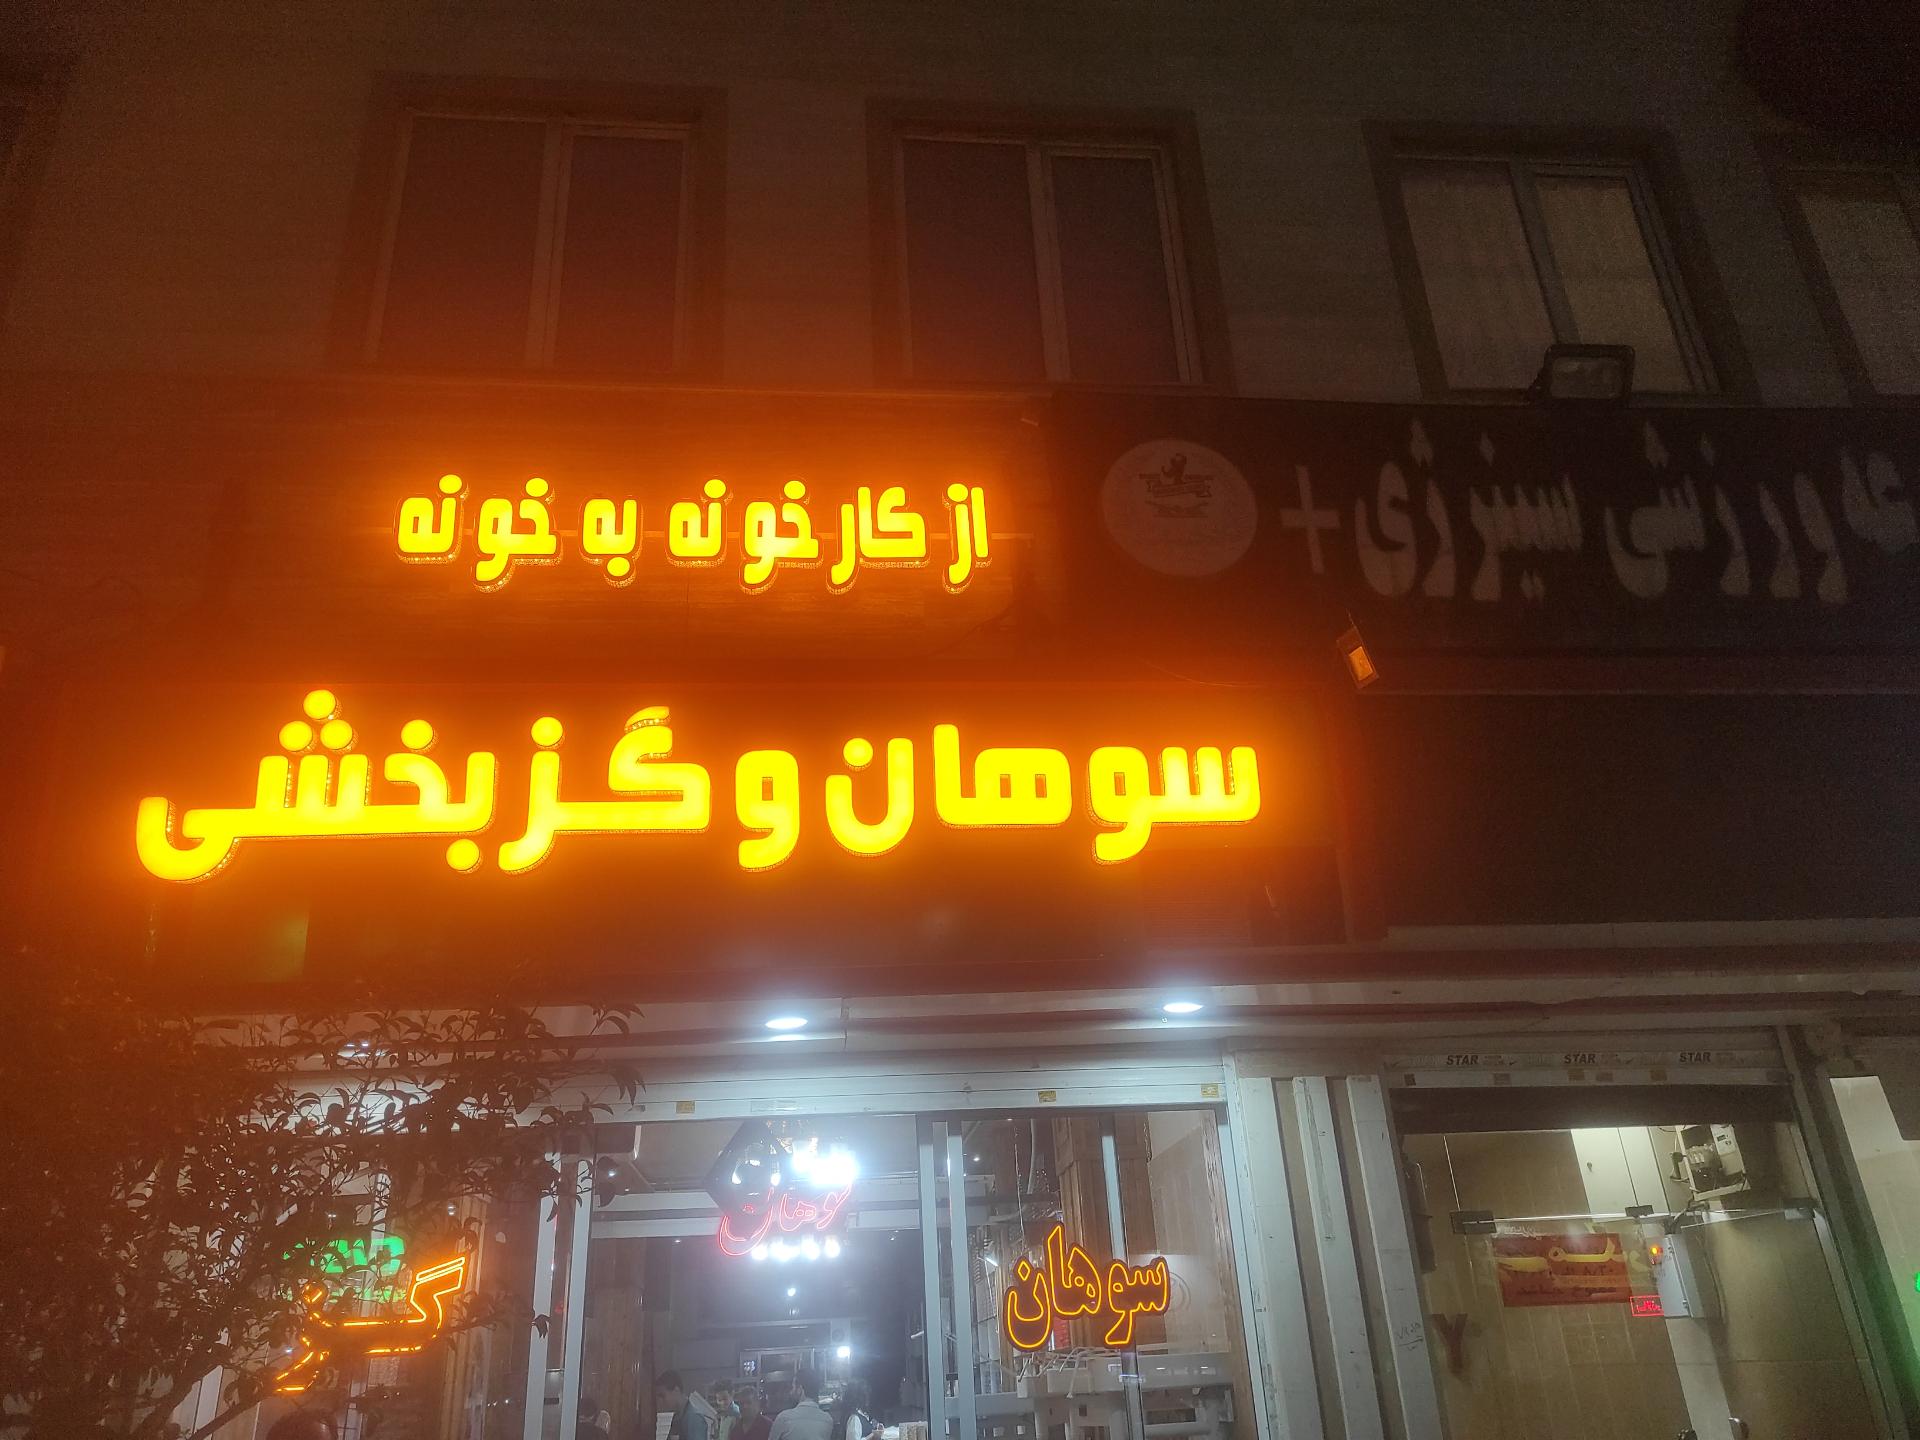 از کارخونه به خونه
سوهان و گز بخشی
ورزشی سینرژی+
STAR STAR STAR
سوهان
سوهان
گز